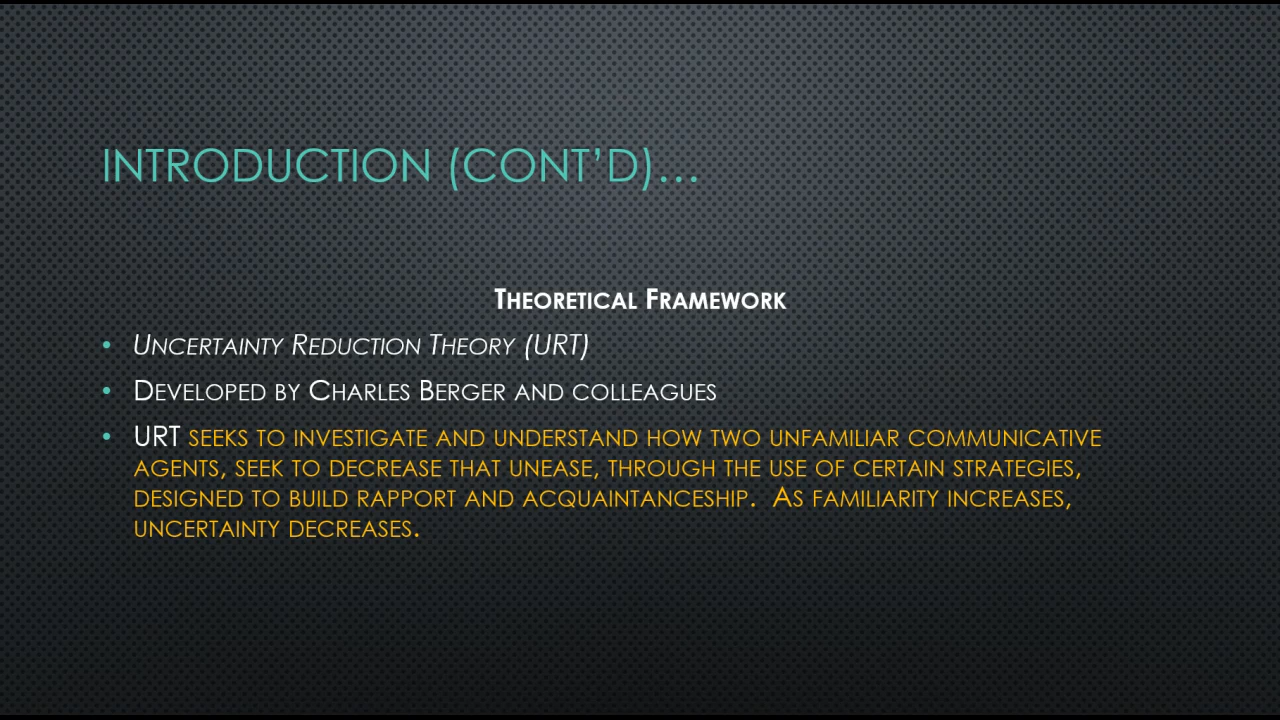 INTRODUCTION (CONT’D)…
THEORETICAL FRAMEWORK
• UNCERTAINTY REDUCTION THEORY (URT)
• DEVELOPED BY CHARLES BERGER AND COLLEAGUES
• URT SEEKS TO INVESTIGATE AND UNDERSTAND HOW TWO UNFAMILIAR COMMUNICATIVE
AGENTS, SEEK TO DECREASE THAT UNEASE, THROUGH THE USE OF CERTAIN STRATEGIES,
DESIGNED TO BUILD RAPPORT AND ACQUAINTANCESHIP.  AS FAMILIARITY INCREASES,
UNCERTAINTY DECREASES.